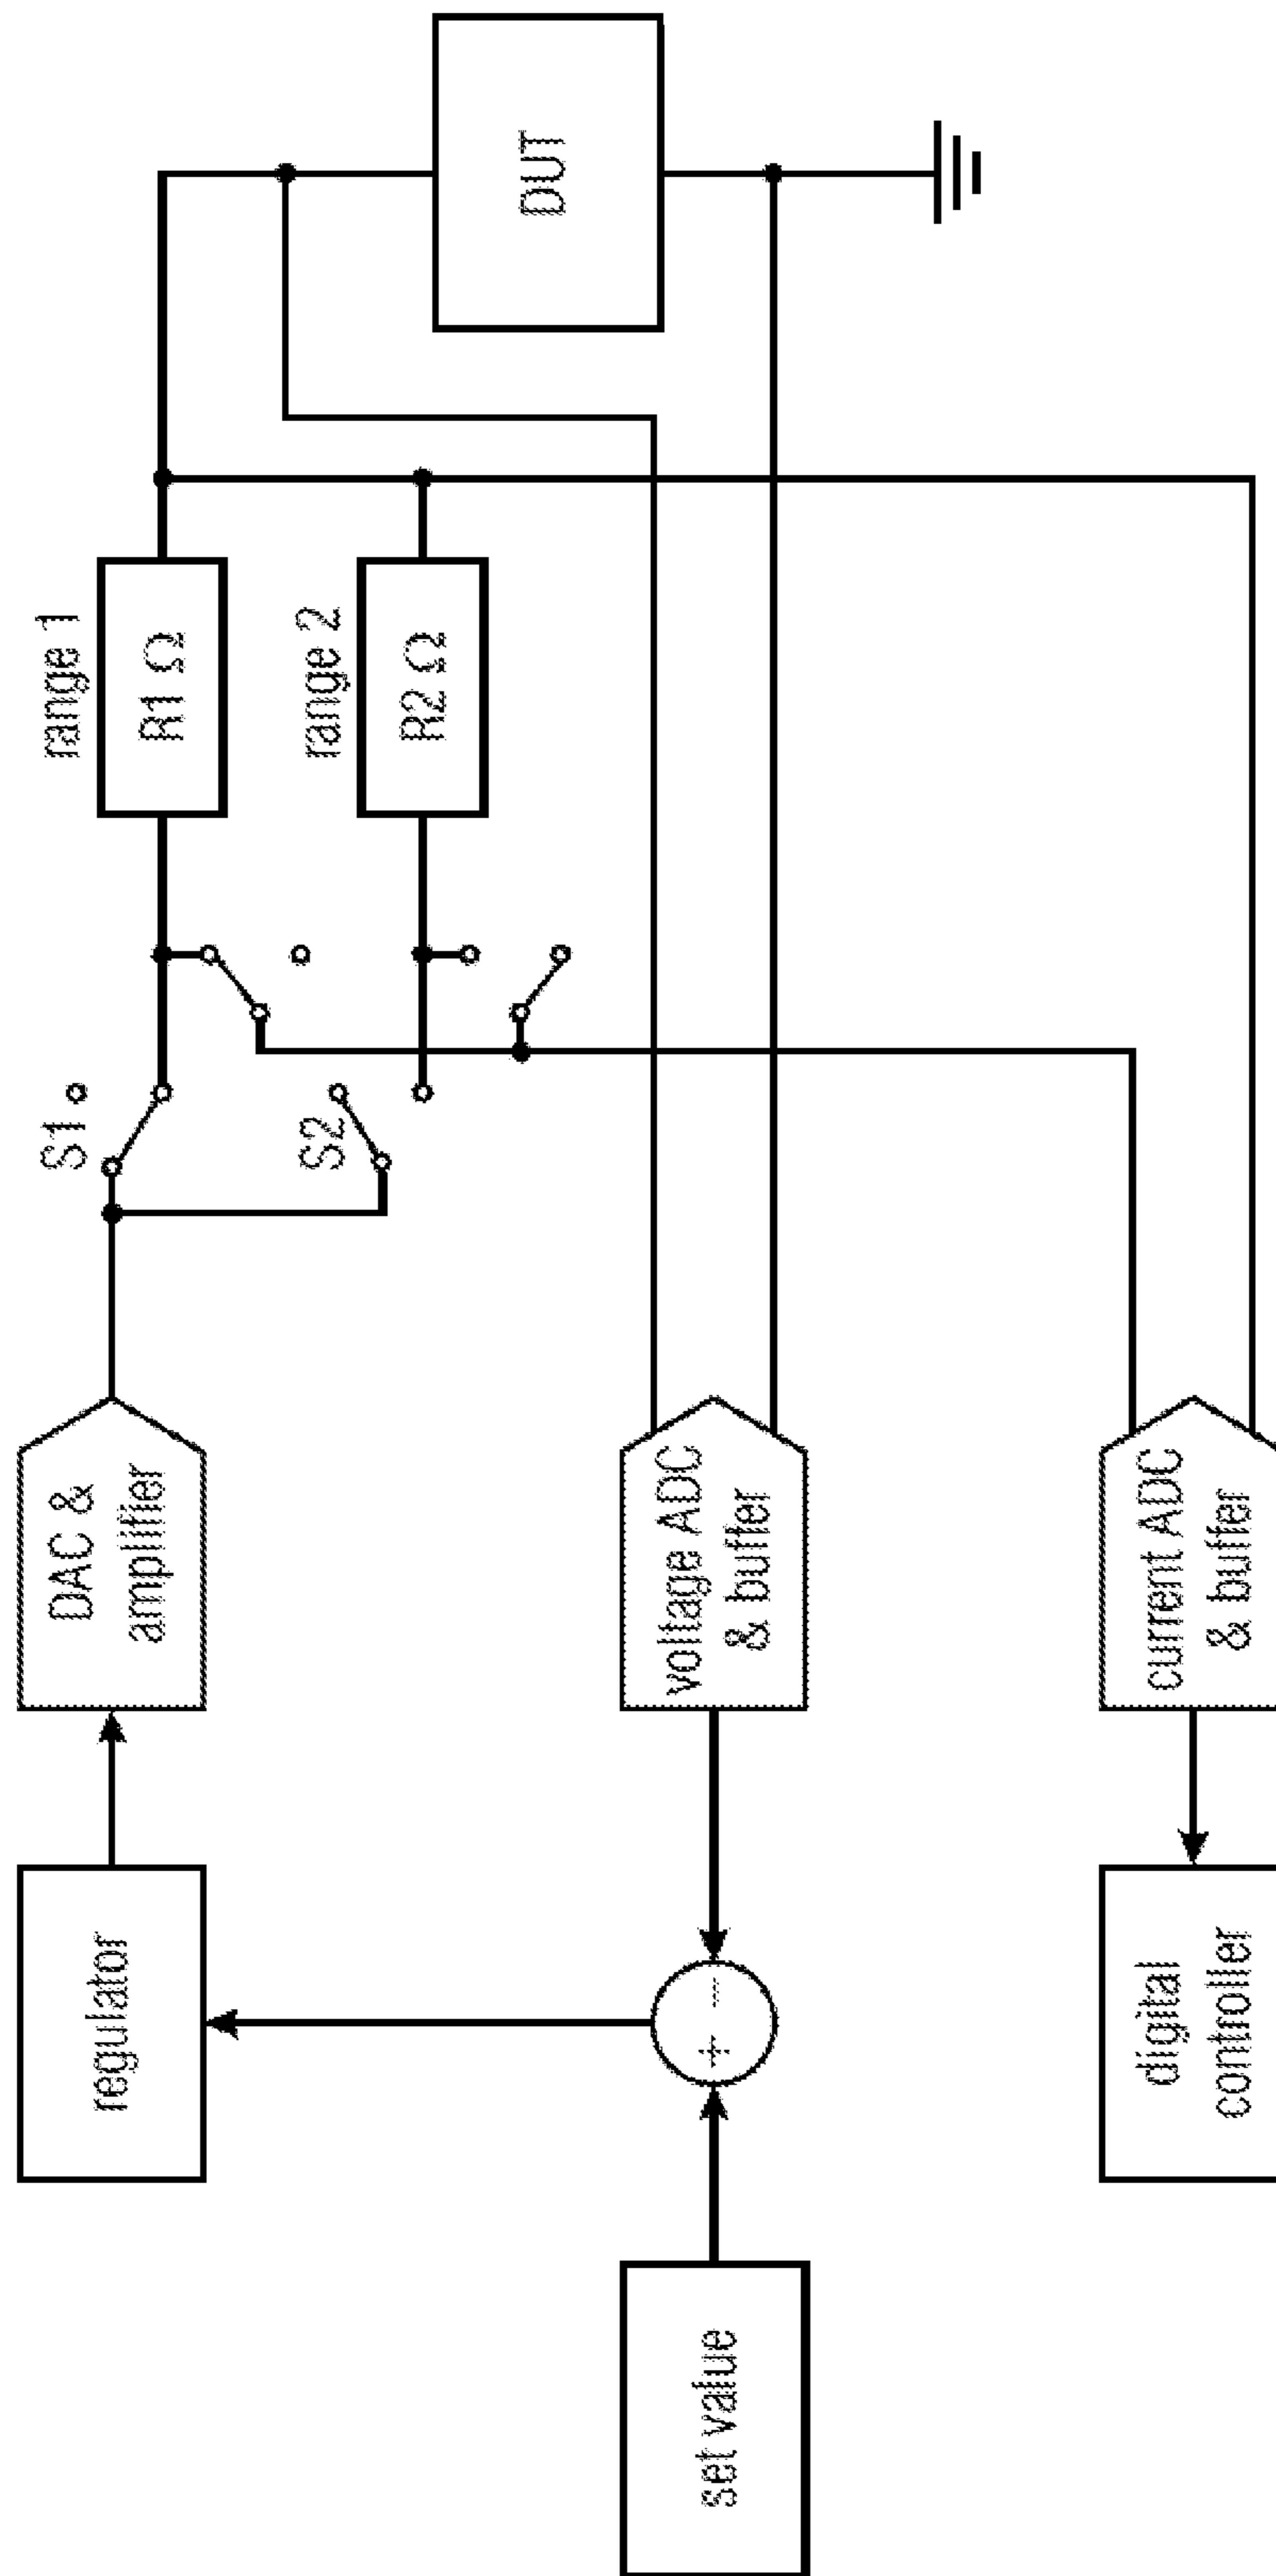 S1
range 1
R1 Ω
S2
range 2
R2 Ω
DUT
regulator
DAC &
amplifier
set value
+ -
voltage ADC
& buffer
digital
controller
current ADC
& buffer